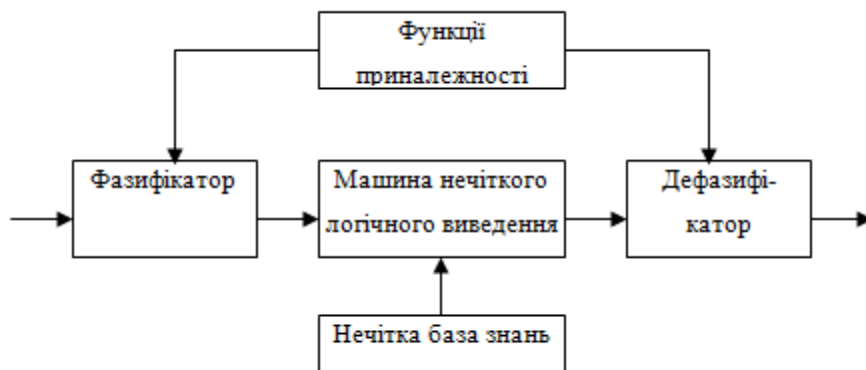 Функції
приналежності
Фазифікатор
Машина нечіткого
логічного виведення
Дефазифі-
катор
Нечітка база знань